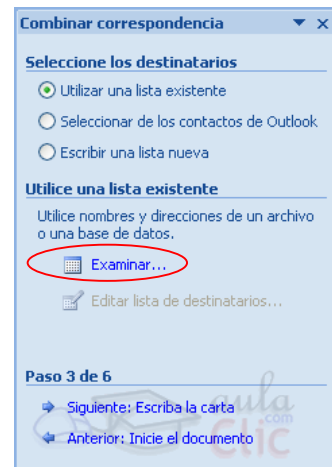 Combinar correspondencia
Seleccione los destinatarios
Utilizar una lista existente
Seleccionar de los contactos de Outlook
Escribir una lista nueva
Utilice una lista existente
Utilice nombres y direcciones de un archivo
o una base de datos.
Examinar...
Editar lista de destinatarios...
Paso 3 de 6
Siguiente: Escriba la carta
Anterior: Inicie el documento
aula
.com
Clic